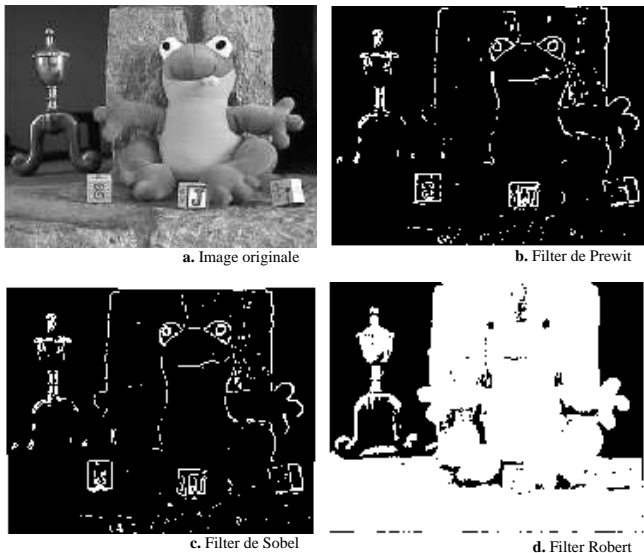 J
a. Image originale
b. Filter de Prewit
c. Filter de Sobel
d. Filter Robert